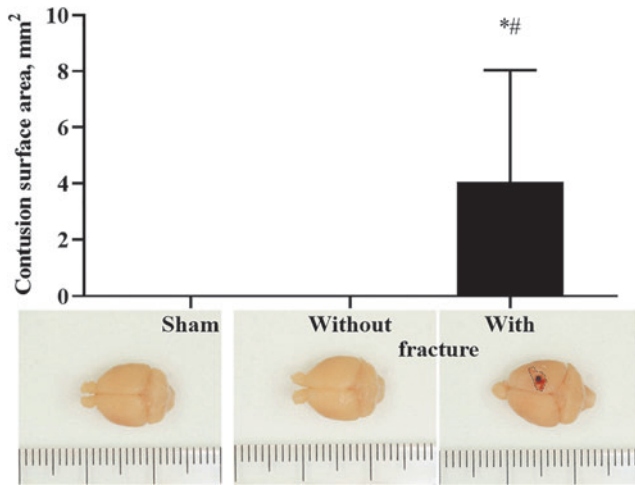 Contusion surface area, mm²
10
8
6
4
2
0
*#
Sham
Without
With
fracture